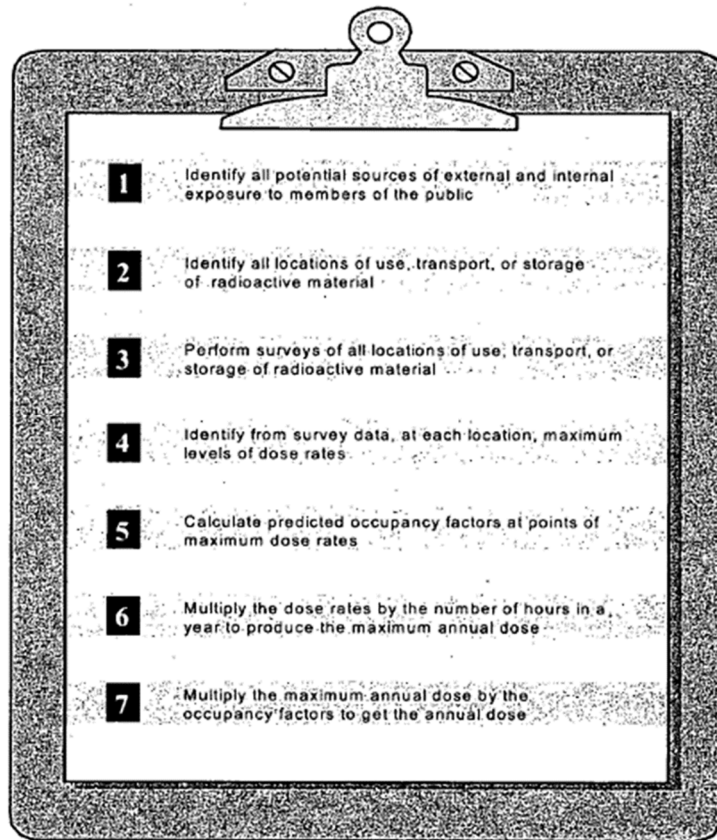 1
Identify all potential sources of external and internal
exposure to members of the public
2
Identify all locations of use, transport, or storage
of radioactive material
3
Perform surveys of all locations of use, transport, or
storage of radioactive material
4
Identify from survey data, at each location, maximum
levels of dose rates
5
Calculate predicted occupancy factors at points of
maximum dose rates
6
Multiply the dose rates by the number of hours in a
year to produce the maximum annual dose
7
Multiply the maximum annual dose by the
occupancy factors to get the annual dose